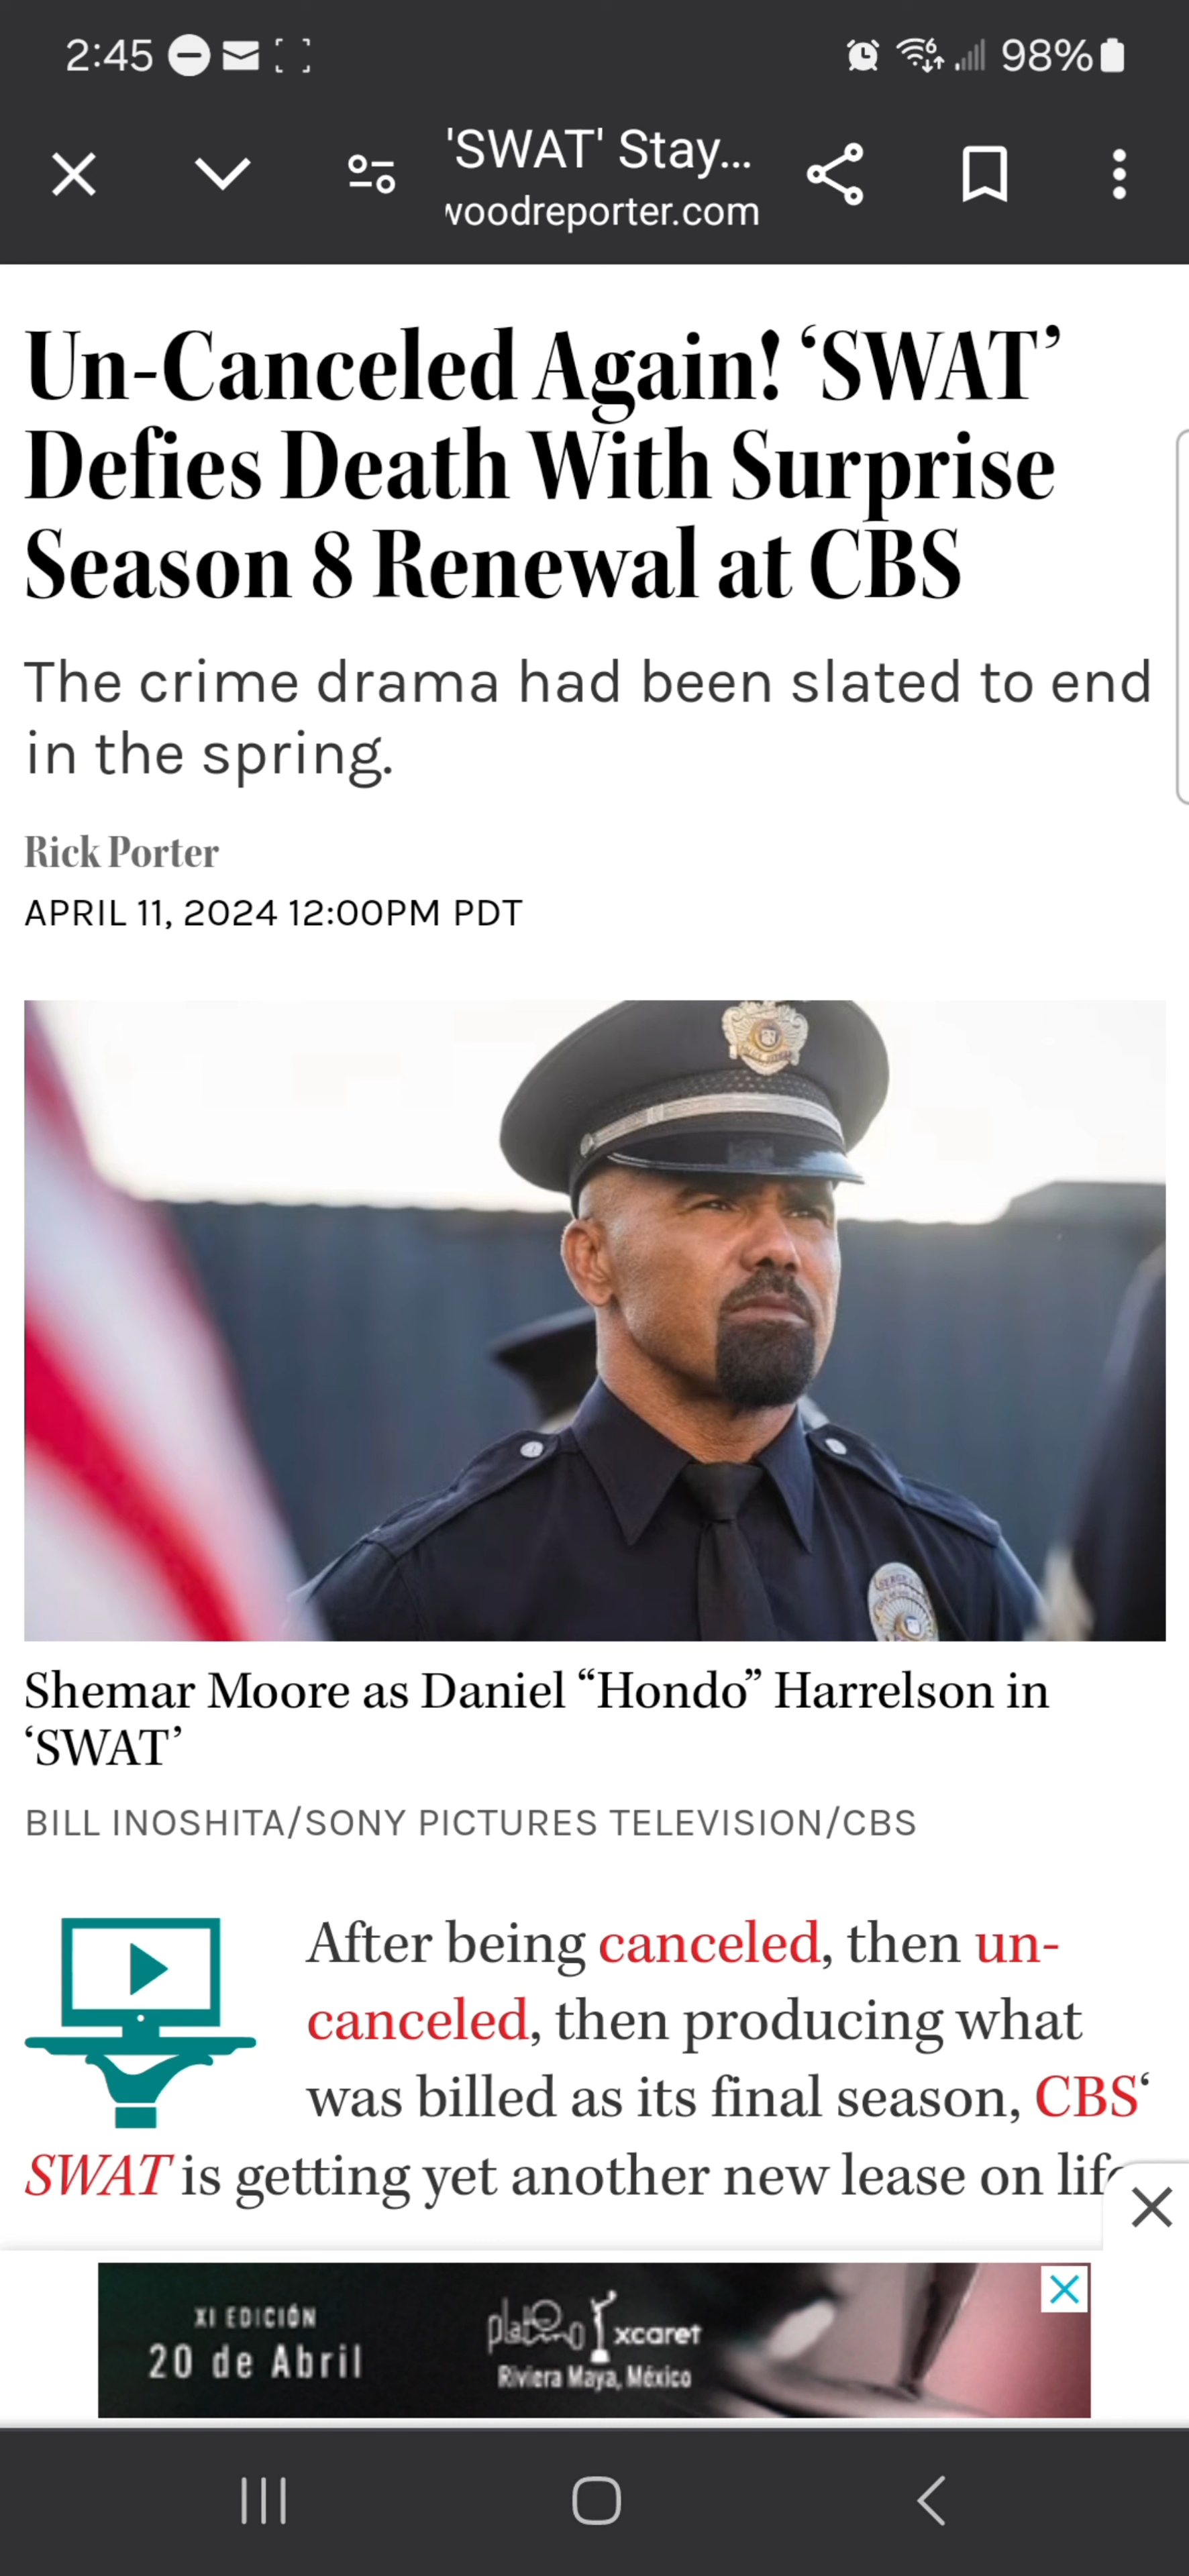 2:45
98%
'SWAT' Stay...
woodreporter.com
Un-Canceled Again! ‘SWAT’
Defies Death With Surprise
Season 8 Renewal at CBS
The crime drama had been slated to end
in the spring.
Rick Porter
APRIL 11, 2024 12:00PM PDT
Shemar Moore as Daniel “Hondo” Harrelson in
‘SWAT’
BILL INOSHITA/SONY PICTURES TELEVISION/CBS
After being canceled, then un-
canceled, then producing what
was billed as its final season, CBS‘
SWAT is getting yet another new lease on
XI EDICIÓN
20 de Abril
platino xcaret
Riviera Maya, México